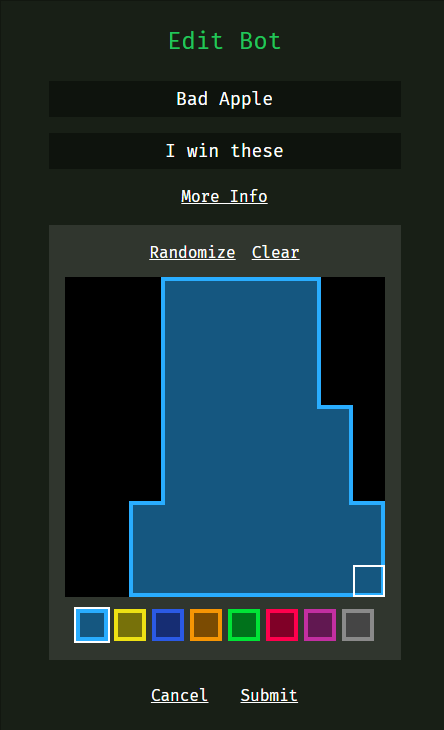 Edit Bot
Bad Apple
I win these
More Info
Randomize Clear
Cancel Submit